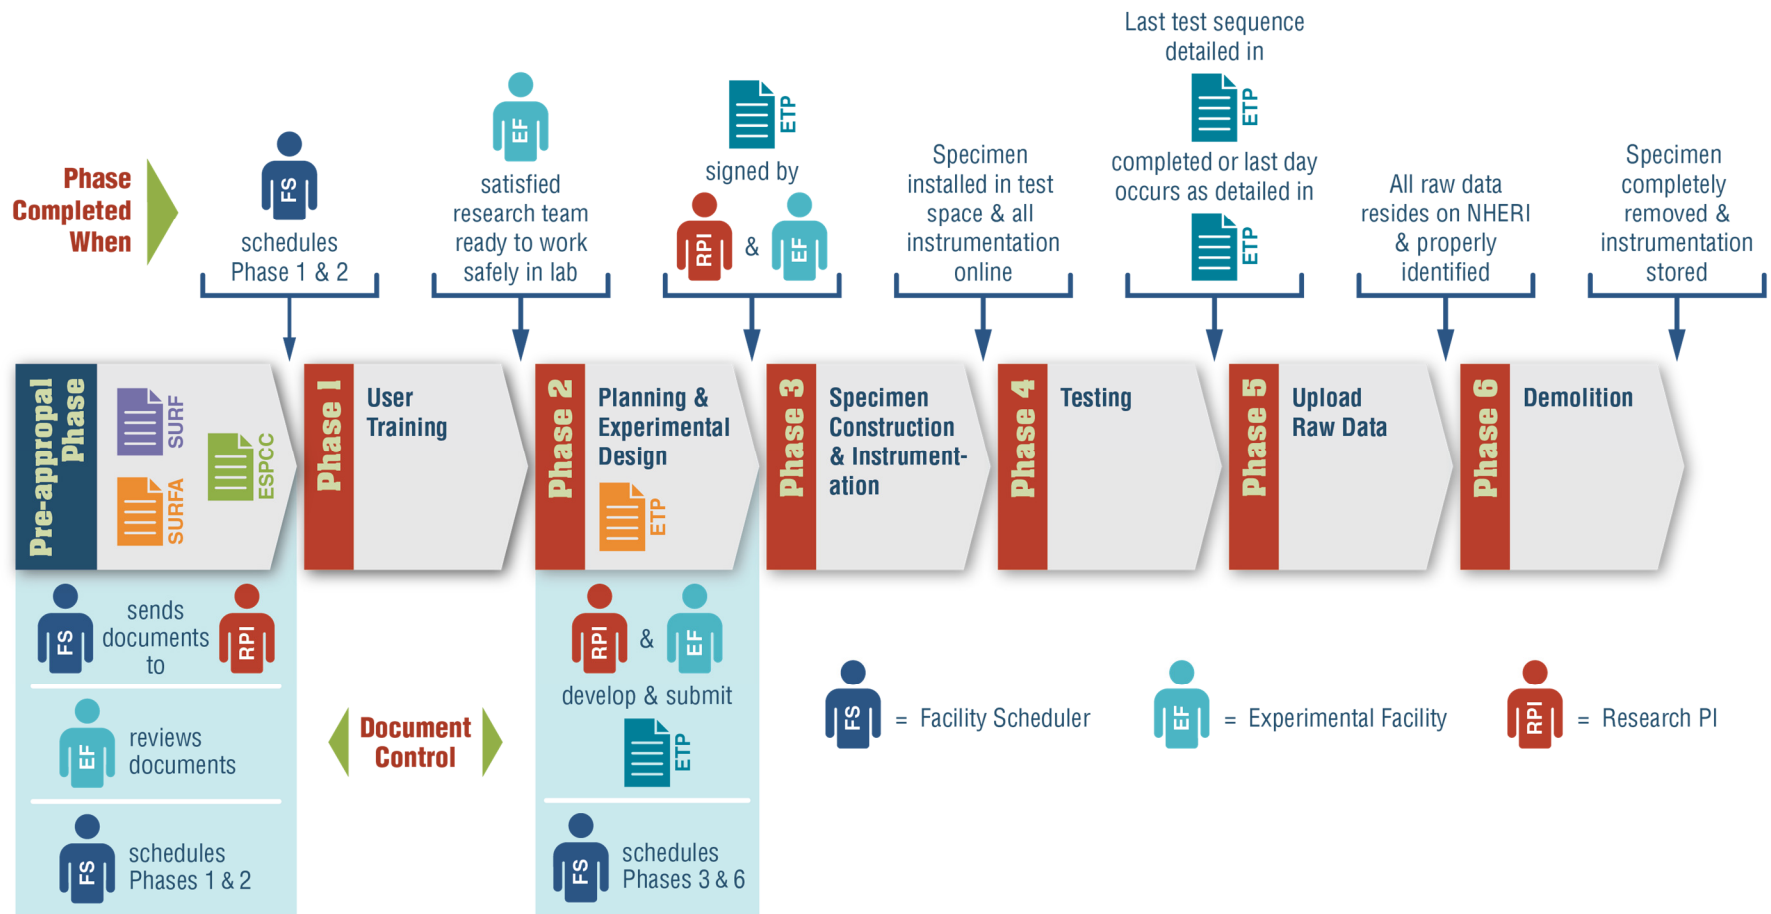 Phase
Completed
When
FS
schedules
Phase 1 & 2
EF
satisfied
research team
ready to work
safely in lab
ETP
signed by
RPI
&
EF
Specimen
installed in test
space & all
instrumentation
online
Last test sequence
detailed in
ETP
completed or last day
occurs as detailed in
ETP
All raw data
resides on NHERI
& properly
identified
Specimen
completely
removed &
instrumentation
stored
Pre-appropal
Phase
SURF
SURFA
ESPCC
Phase 1
User
Training
Phase 2
Planning &
Experimental
Design
ETP
Phase 3
Specimen
Construction
& Instrument-
ation
Phase 4
Testing
Phase 5
Upload
Raw Data
Phase 6
Demolition
FS
sends
documents
to
RPI
EF
reviews
documents
FS
schedules
Phases 1 & 2
Document
Control
RPI
&
EF
develop & submit
ETP
FS
schedules
Phases 3 & 6
FS
= Facility Scheduler
EF
= Experimental Facility
RPI
= Research PI